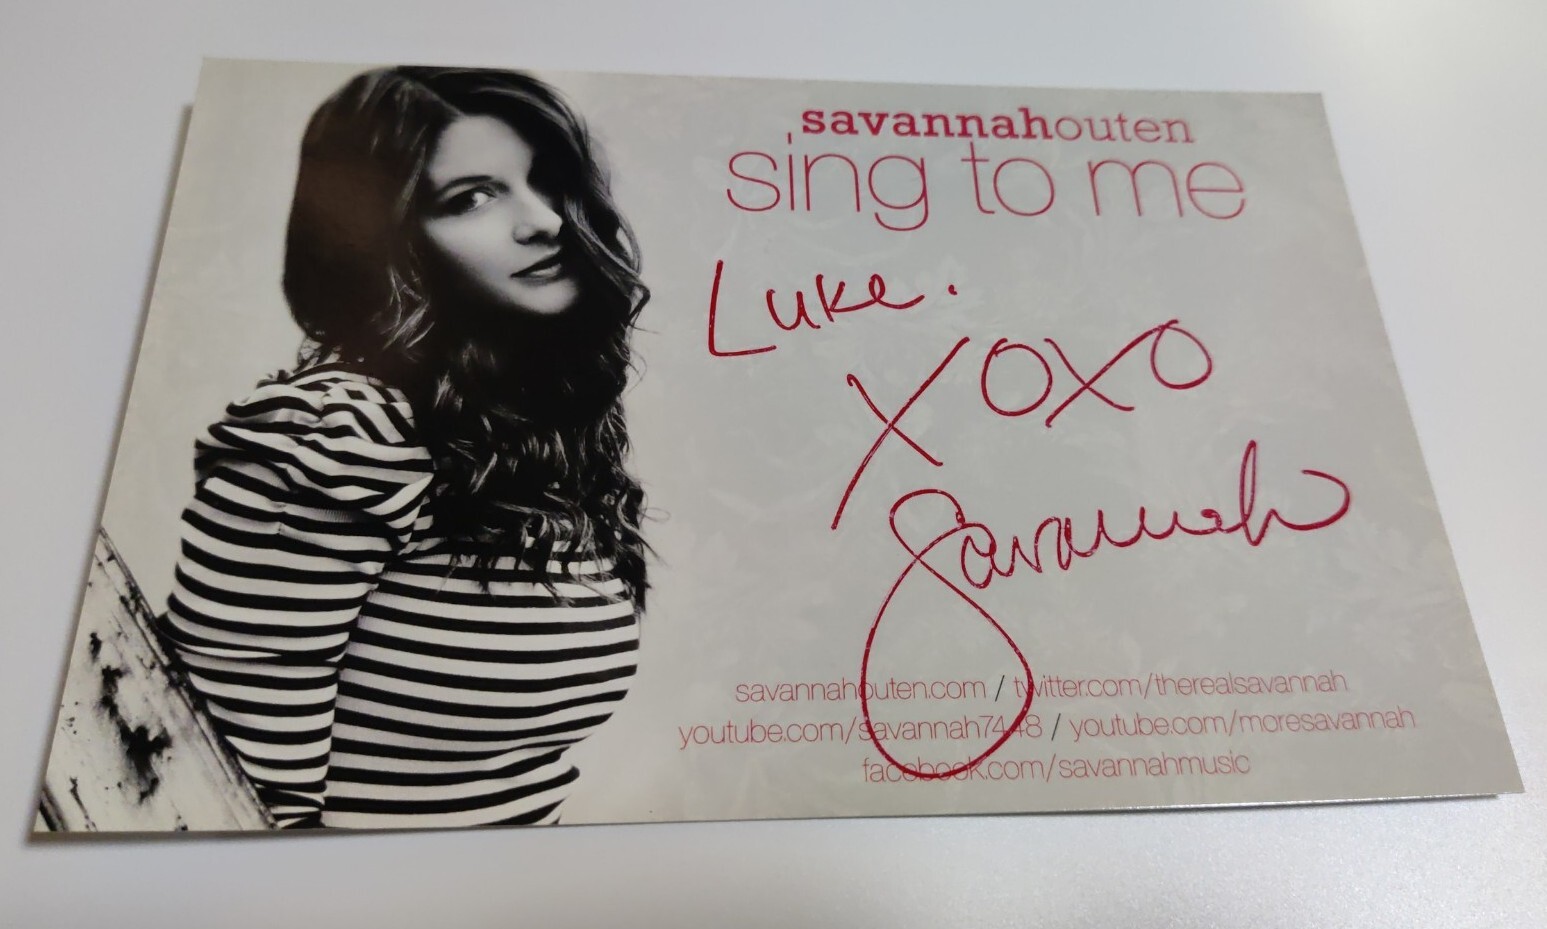 savannahouten
sing to me
Luke.
XOXO
Savannah
savannahouten.com / twitter.com/therealsavannah
youtube.com/savannah7448 / youtube.com/moresavannah
facebook.com/savannahmusic